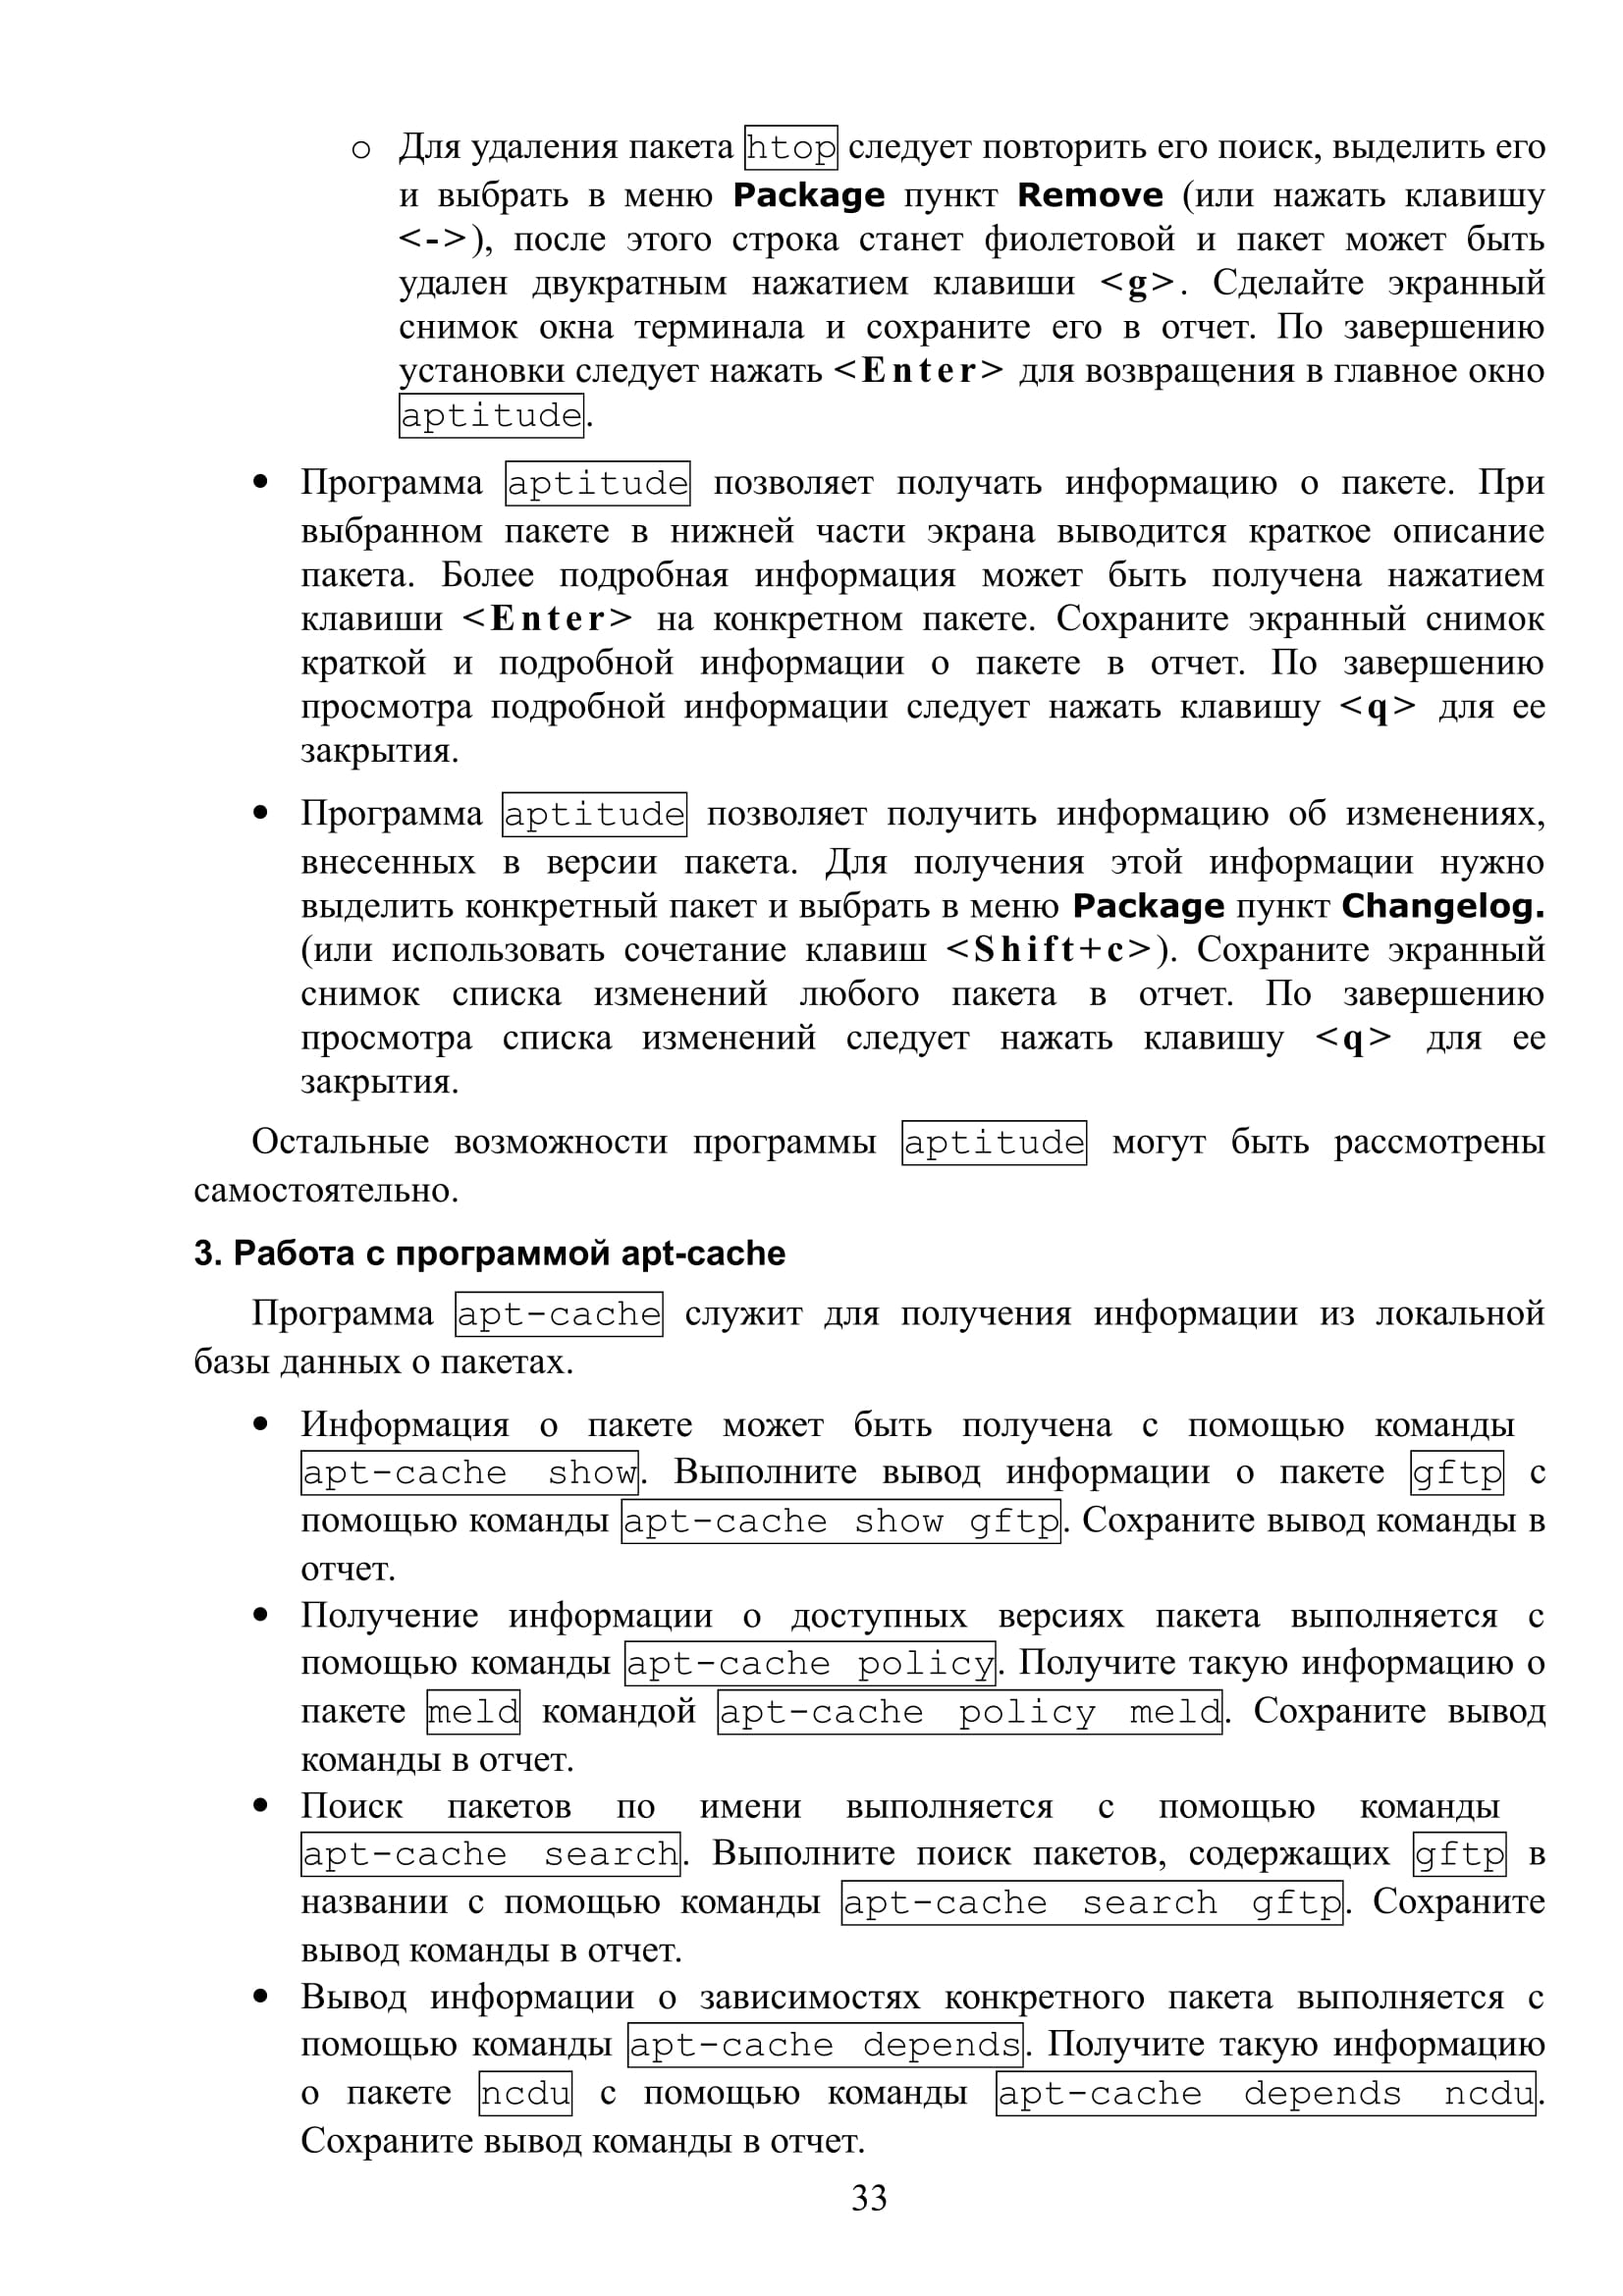 o Для удаления пакета htop следует повторить его поиск, выделить его
и выбрать в меню Package пункт Remove (или нажать клавишу
<->), после этого строка станет фиолетовой и пакет может быть
удален двукратным нажатием клавиши <g>. Сделайте экранный
снимок окна терминала и сохраните его в отчет. По завершению
установки следует нажать <Enter> для возвращения в главное окно
aptitude.
• Программа aptitude позволяет получать информацию о пакете. При
выбранном пакете в нижней части экрана выводится краткое описание
пакета. Более подробная информация может быть получена нажатием
клавиши <Enter> на конкретном пакете. Сохраните экранный снимок
краткой и подробной информации о пакете в отчет. По завершению
просмотра подробной информации следует нажать клавишу <q> для ее
закрытия.
• Программа aptitude позволяет получить информацию об изменениях,
внесенных в версии пакета. Для получения этой информации нужно
выделить конкретный пакет и выбрать в меню Package пункт Changelog.
(или использовать сочетание клавиш <Shift+c>). Сохраните экранный
снимок списка изменений любого пакета в отчет. По завершению
просмотра списка изменений следует нажать клавишу <q> для ее
закрытия.
Остальные возможности программы aptitude могут быть рассмотрены
самостоятельно.
3. Работа с программой apt-cache
Программа apt-cache служит для получения информации из локальной
базы данных о пакетах.
• Информация о пакете может быть получена с помощью команды
apt-cache show. Выполните вывод информации о пакете gftp с
помощью команды apt-cache show gftp. Сохраните вывод команды в
отчет.
• Получение информации о доступных версиях пакета выполняется с
помощью команды apt-cache policy. Получите такую информацию о
пакете meld командой apt-cache policy meld. Сохраните вывод
команды в отчет.
• Поиск пакетов по имени выполняется с помощью команды
apt-cache search. Выполните поиск пакетов, содержащих gftp в
названии с помощью команды apt-cache search gftp. Сохраните
вывод команды в отчет.
• Вывод информации о зависимостях конкретного пакета выполняется с
помощью команды apt-cache depends. Получите такую информацию
о пакете ncdu с помощью команды apt-cache depends ncdu.
Сохраните вывод команды в отчет.
33